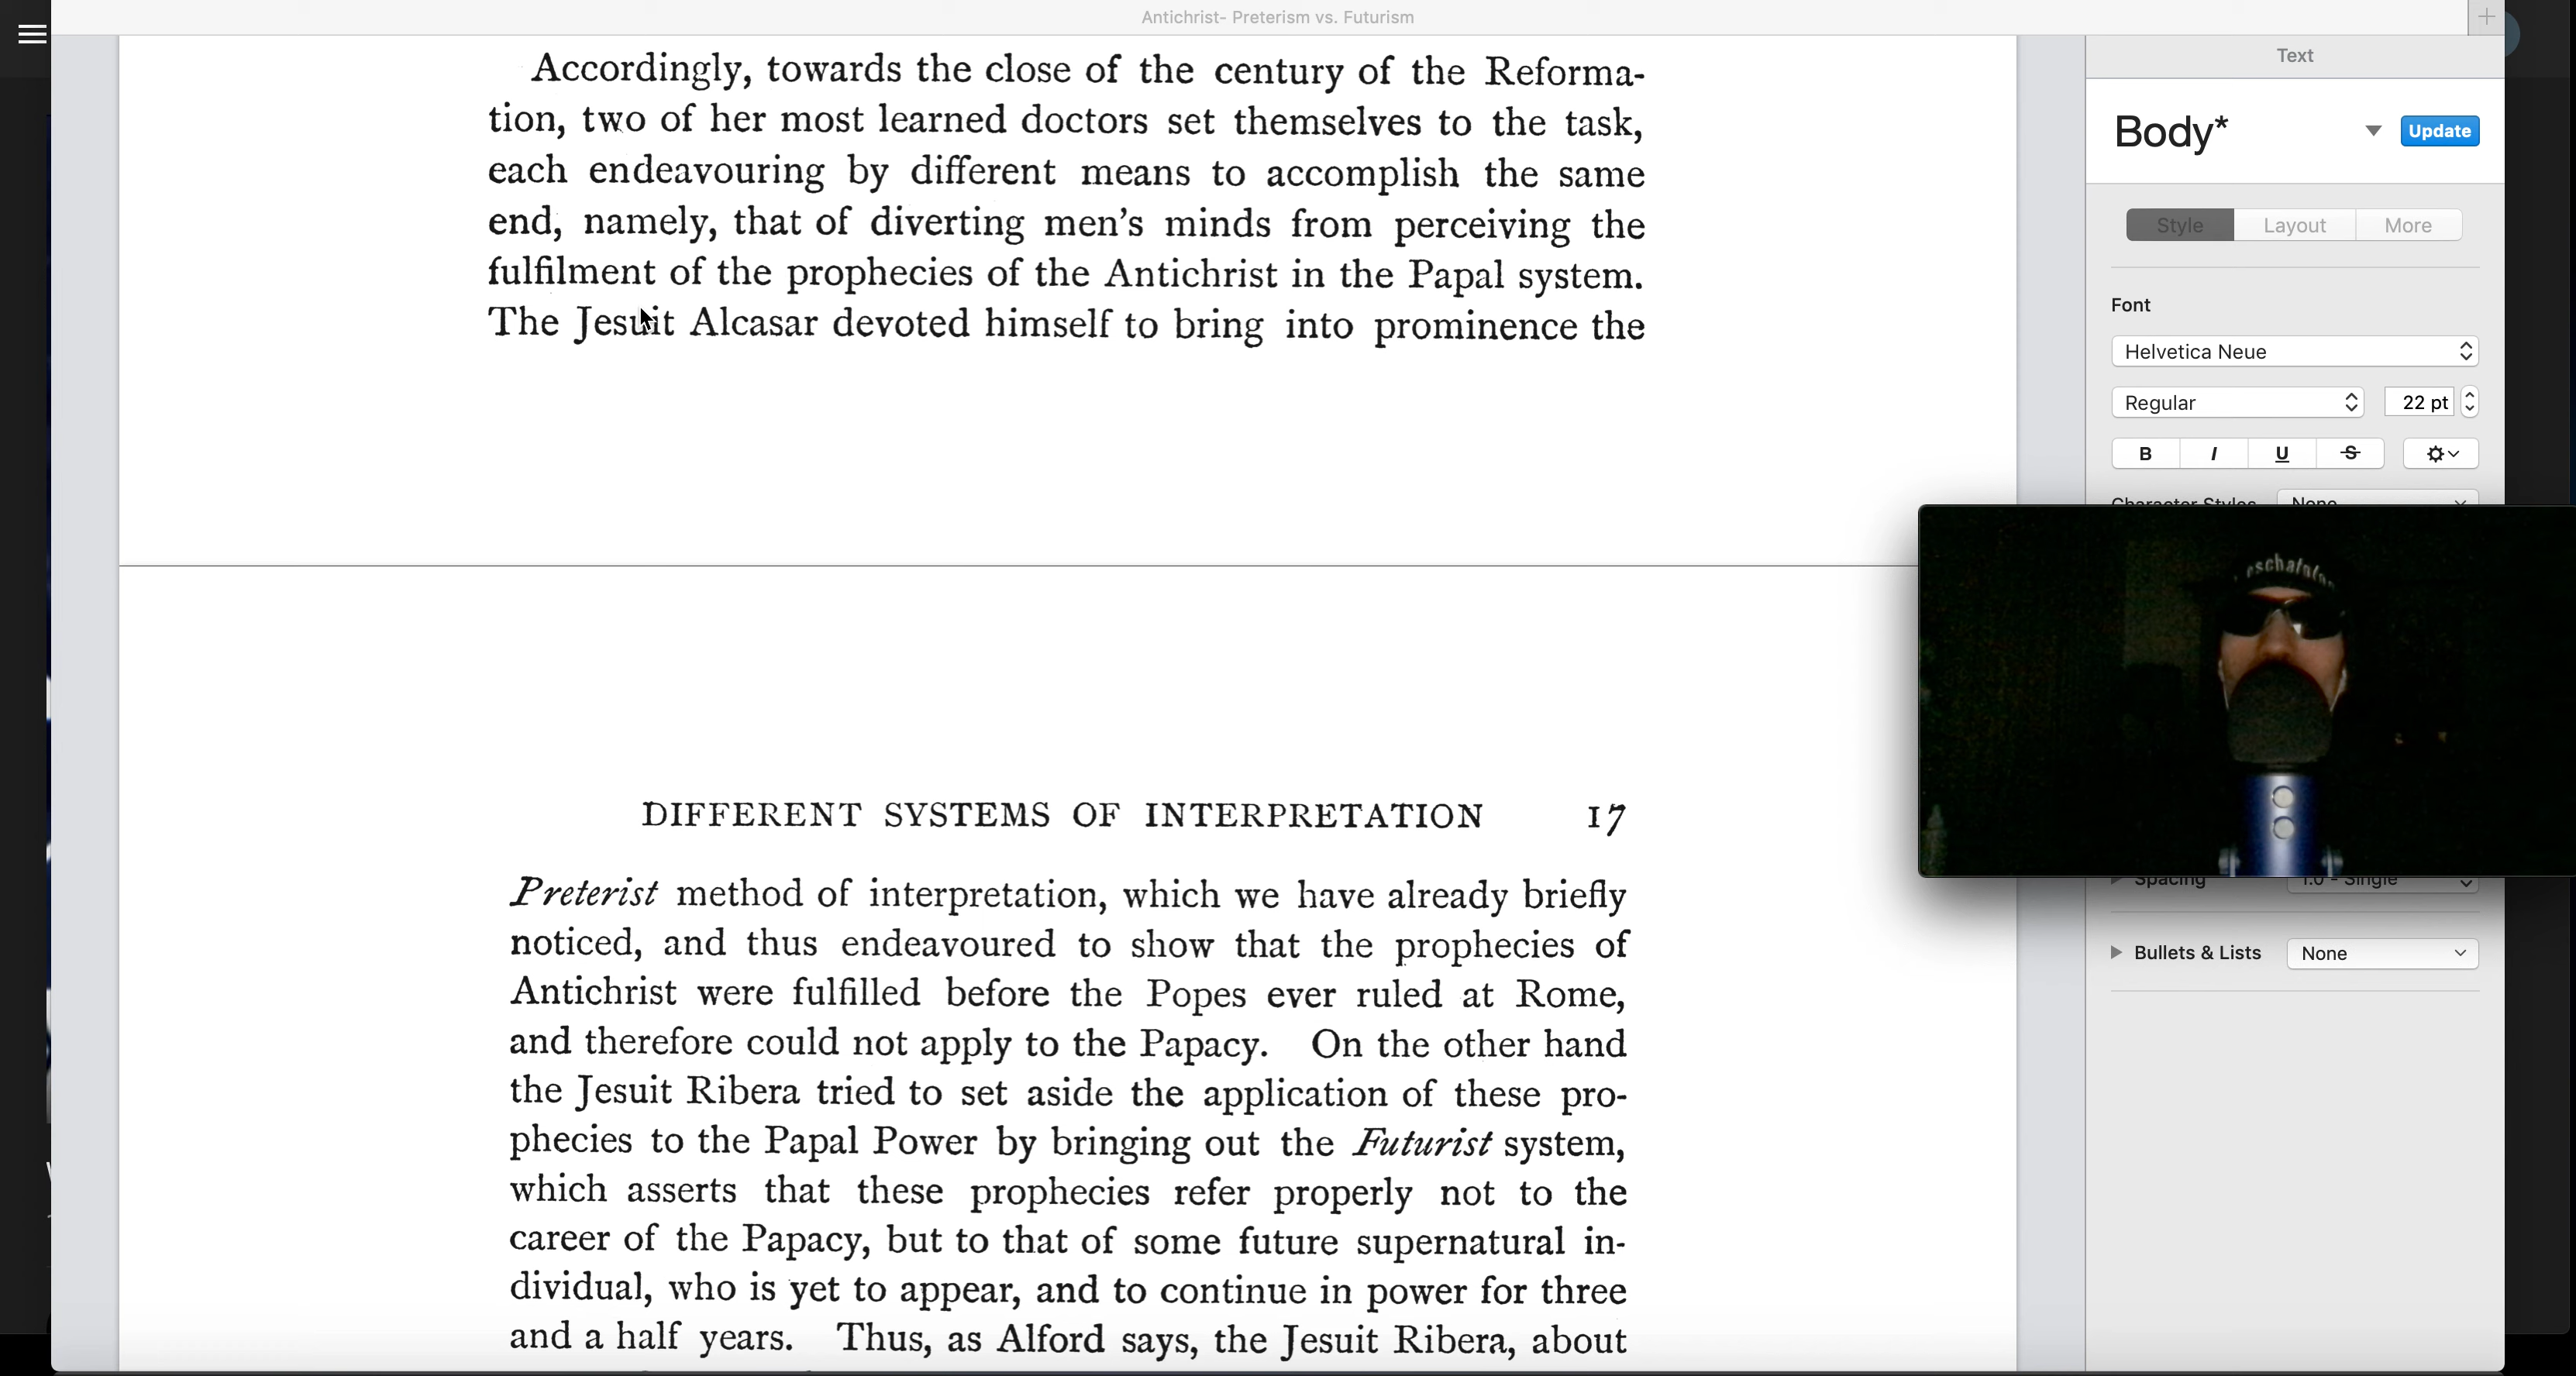 Antichrist- Preterism vs. Futurism
Accordingly, towards the close of the century of the Reforma-
tion, two of her most learned doctors set themselves to the task,
each endeavouring by different means to accomplish the same
end, namely, that of diverting men's minds from perceiving the
fulfilment of the prophecies of the Antichrist in the Papal system.
The Jesuit Alcasar devoted himself to bring into prominence the
DIFFERENT SYSTEMS OF INTERPRETATION 17
Preterist method of interpretation, which we have already briefly
noticed, and thus endeavoured to show that the prophecies of
Antichrist were fulfilled before the Popes ever ruled at Rome,
and therefore could not apply to the Papacy. On the other hand
the Jesuit Ribera tried to set aside the application of these pro-
phecies to the Papal Power by bringing out the Futurist system,
which asserts that these prophecies refer properly not to the
career of the Papacy, but to that of some future supernatural in-
dividual, who is yet to appear, and to continue in power for three
and a half years. Thus, as Alford says, the Jesuit Ribera, about
Text
Body*
Update
Style Layout More
Font
Helvetica Neue
Regular 22 pt
B I U S
Character Styles None
Spacing 1.0 - Single
Bullets & Lists None